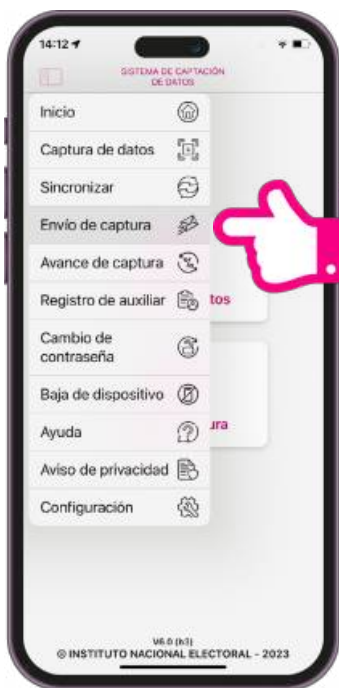 14:12
SISTEMA DE CAPTACIÓN
DE DATOS
Inicio
Captura de datos
Sincronizar
Envío de captura
Avance de captura
Registro de auxiliar
tos
Cambio de
contraseña
Baja de dispositivo
Ayuda
ura
Aviso de privacidad
Configuración
V6.0 (h3)
© INSTITUTO NACIONAL ELECTORAL - 2023